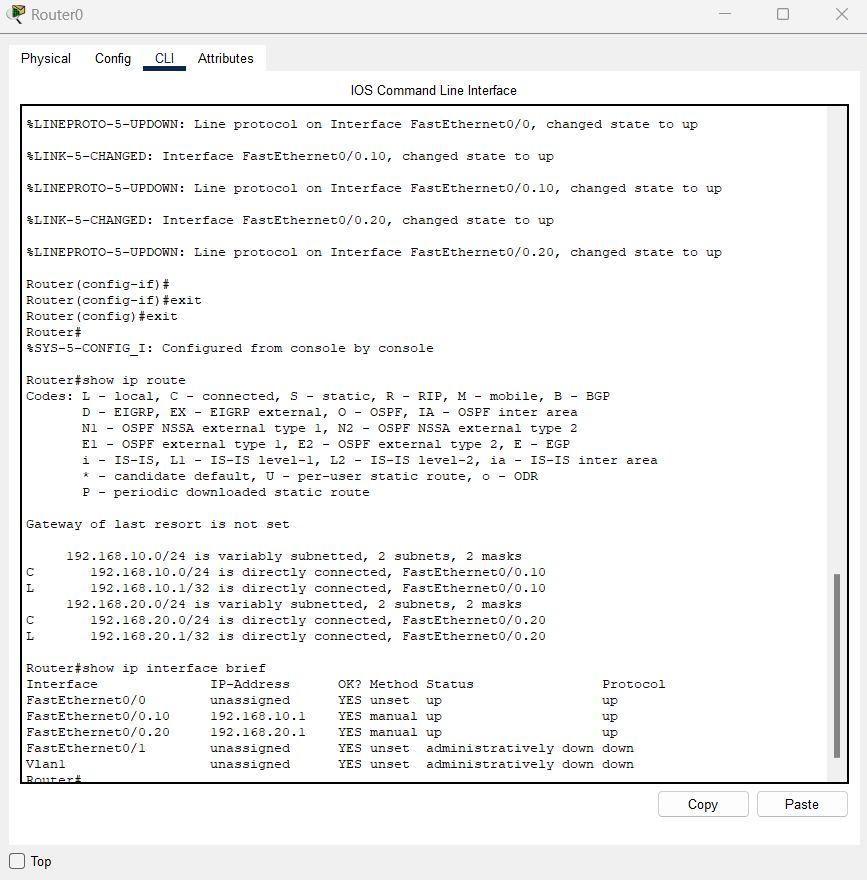 Router0
Physical Config CLI Attributes
IOS Command Line Interface
%LINEPROTO-5-UPDOWN: Line protocol on Interface FastEthernet0/0, changed state to up
%LINK-5-CHANGED: Interface FastEthernet0/0.10, changed state to up
%LINEPROTO-5-UPDOWN: Line protocol on Interface FastEthernet0/0.10, changed state to up
%LINK-5-CHANGED: Interface FastEthernet0/0.20, changed state to up
%LINEPROTO-5-UPDOWN: Line protocol on Interface FastEthernet0/0.20, changed state to up
Router(config-if)#
Router(config-if)#exit
Router(config)#exit
Router#
%SYS-5-CONFIG_I: Configured from console by console
Router#show ip route
Codes: L - local, C - connected, S - static, R - RIP, M - mobile, B - BGP
D - EIGRP, EX - EIGRP external, O - OSPF, IA - OSPF inter area
N1 - OSPF NSSA external type 1, N2 - OSPF NSSA external type 2
E1 - OSPF external type 1, E2 - OSPF external type 2, E - EGP
i - IS-IS, L1 - IS-IS level-1, L2 - IS-IS level-2, ia - IS-IS inter area
* - candidate default, U - per-user static route, o - ODR
P - periodic downloaded static route
Gateway of last resort is not set
192.168.10.0/24 is variably subnetted, 2 subnets, 2 masks
C 192.168.10.0/24 is directly connected, FastEthernet0/0.10
L 192.168.10.1/32 is directly connected, FastEthernet0/0.10
192.168.20.0/24 is variably subnetted, 2 subnets, 2 masks
C 192.168.20.0/24 is directly connected, FastEthernet0/0.20
L 192.168.20.1/32 is directly connected, FastEthernet0/0.20
Router#show ip interface brief
Interface IP-Address OK? Method Status Protocol
FastEthernet0/0 unassigned YES unset up up
FastEthernet0/0.10 192.168.10.1 YES manual up up
FastEthernet0/0.20 192.168.20.1 YES manual up up
FastEthernet0/1 unassigned YES unset administratively down down
Vlan1 unassigned YES unset administratively down down
Router#
Copy Paste
Top